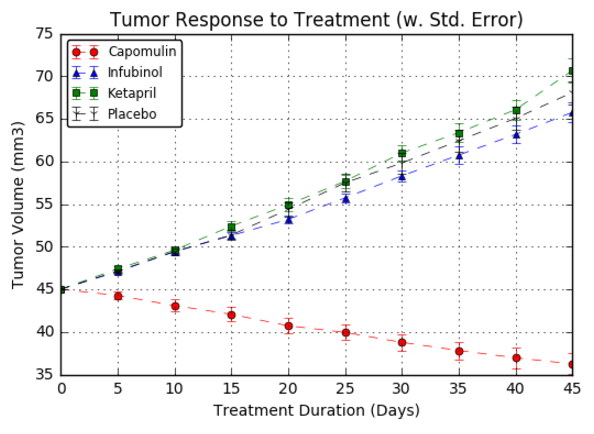 Tumor Response to Treatment (w. Std. Error)
Capomulin
Infubinol
Ketapril
Placebo
75
70
65
60
55
50
45
40
35
Tumor Volume (mm3)
0 5 10 15 20 25 30 35 40 45
Treatment Duration (Days)